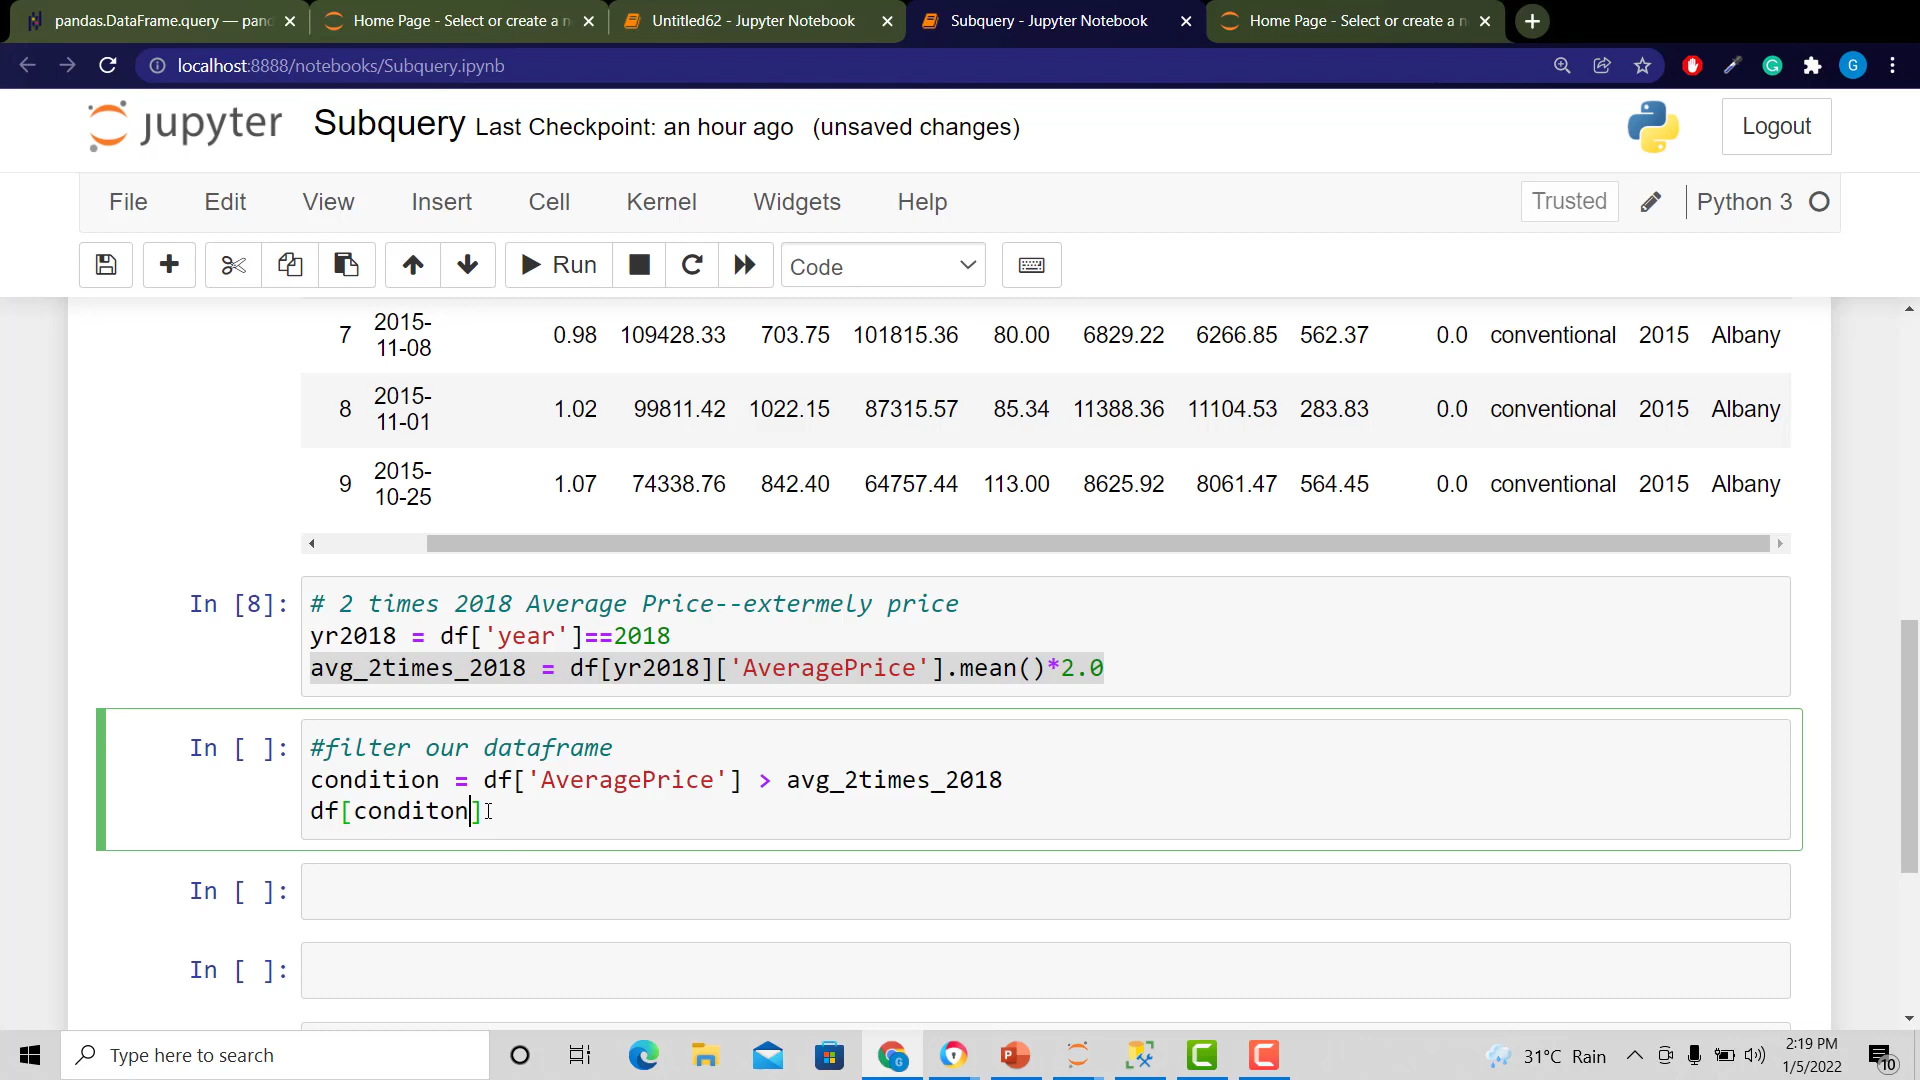 pandas.DataFrame.query — pand
Home Page - Select or create a n
Untitled62 - Jupyter Notebook
Subquery - Jupyter Notebook
Home Page - Select or create a n
localhost:8888/notebooks/Subquery.ipynb
G
jupyter Subquery Last Checkpoint: an hour ago (unsaved changes)
Logout
File Edit View Insert Cell Kernel Widgets Help
Trusted
Python 3
Run
Code
7 2015-11-08 0.98 109428.33 703.75 101815.36 80.00 6829.22 6266.85 562.37 0.0 conventional 2015 Albany
8 2015-11-01 1.02 99811.42 1022.15 87315.57 85.34 11388.36 11104.53 283.83 0.0 conventional 2015 Albany
9 2015-10-25 1.07 74338.76 842.40 64757.44 113.00 8625.92 8061.47 564.45 0.0 conventional 2015 Albany
In [8]: # 2 times 2018 Average Price--extermely price
yr2018 = df['year']==2018
avg_2times_2018 = df[yr2018]['AveragePrice'].mean()*2.0
In [ ]: #filter our dataframe
condition = df['AveragePrice'] > avg_2times_2018
df[conditon]
In [ ]:
In [ ]:
Type here to search
31°C Rain
2:19 PM
1/5/2022
10